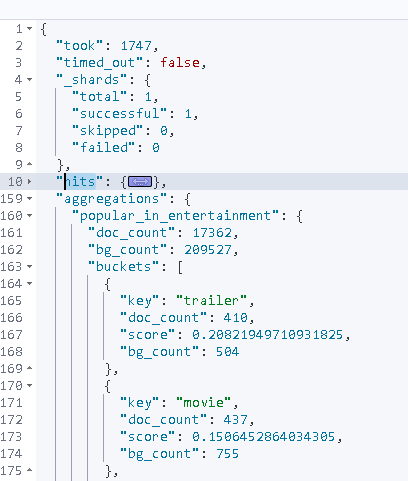 1 {
2 "took": 1747,
3 "timed_out": false,
4 "_shards": {
5 "total": 1,
6 "successful": 1,
7 "skipped": 0,
8 "failed": 0
9 },
10 "hits": {},
159 "aggregations": {
160 "popular_in_entertainment": {
161 "doc_count": 17362,
162 "bg_count": 209527,
163 "buckets": [
164 {
165 "key": "trailer",
166 "doc_count": 410,
167 "score": 0.20821949710931825,
168 "bg_count": 504
169 },
170 {
171 "key": "movie",
172 "doc_count": 437,
173 "score": 0.1506452864034305,
174 "bg_count": 755
175 },